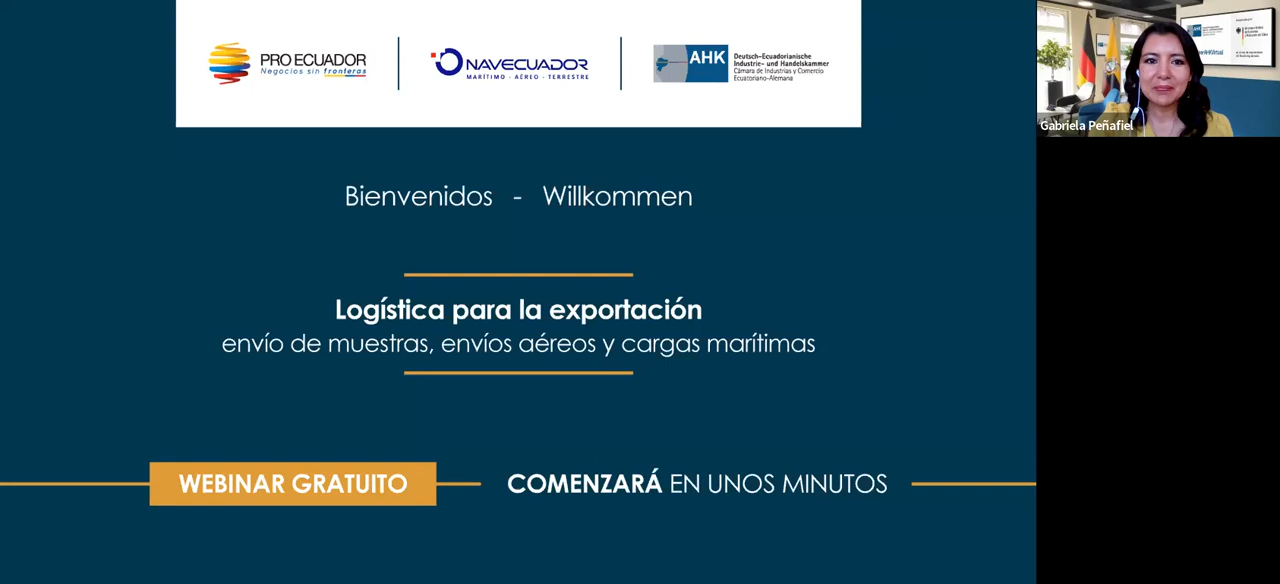 PRO ECUADOR
Negocios sin fronteras
NAVECUADOR
MARÍTIMO - AÉREO - TERRESTRE
AHK
Deutsch-Ecuadorianische
Industrie- und Handelskammer
Cámara de Industrias y Comercio
Ecuatoriano-Alemana
Gabriela Peñafiel
Bienvenidos - Willkommen
Logística para la exportación
envío de muestras, envíos aéreos y cargas marítimas
WEBINAR GRATUITO
COMENZARÁ EN UNOS MINUTOS